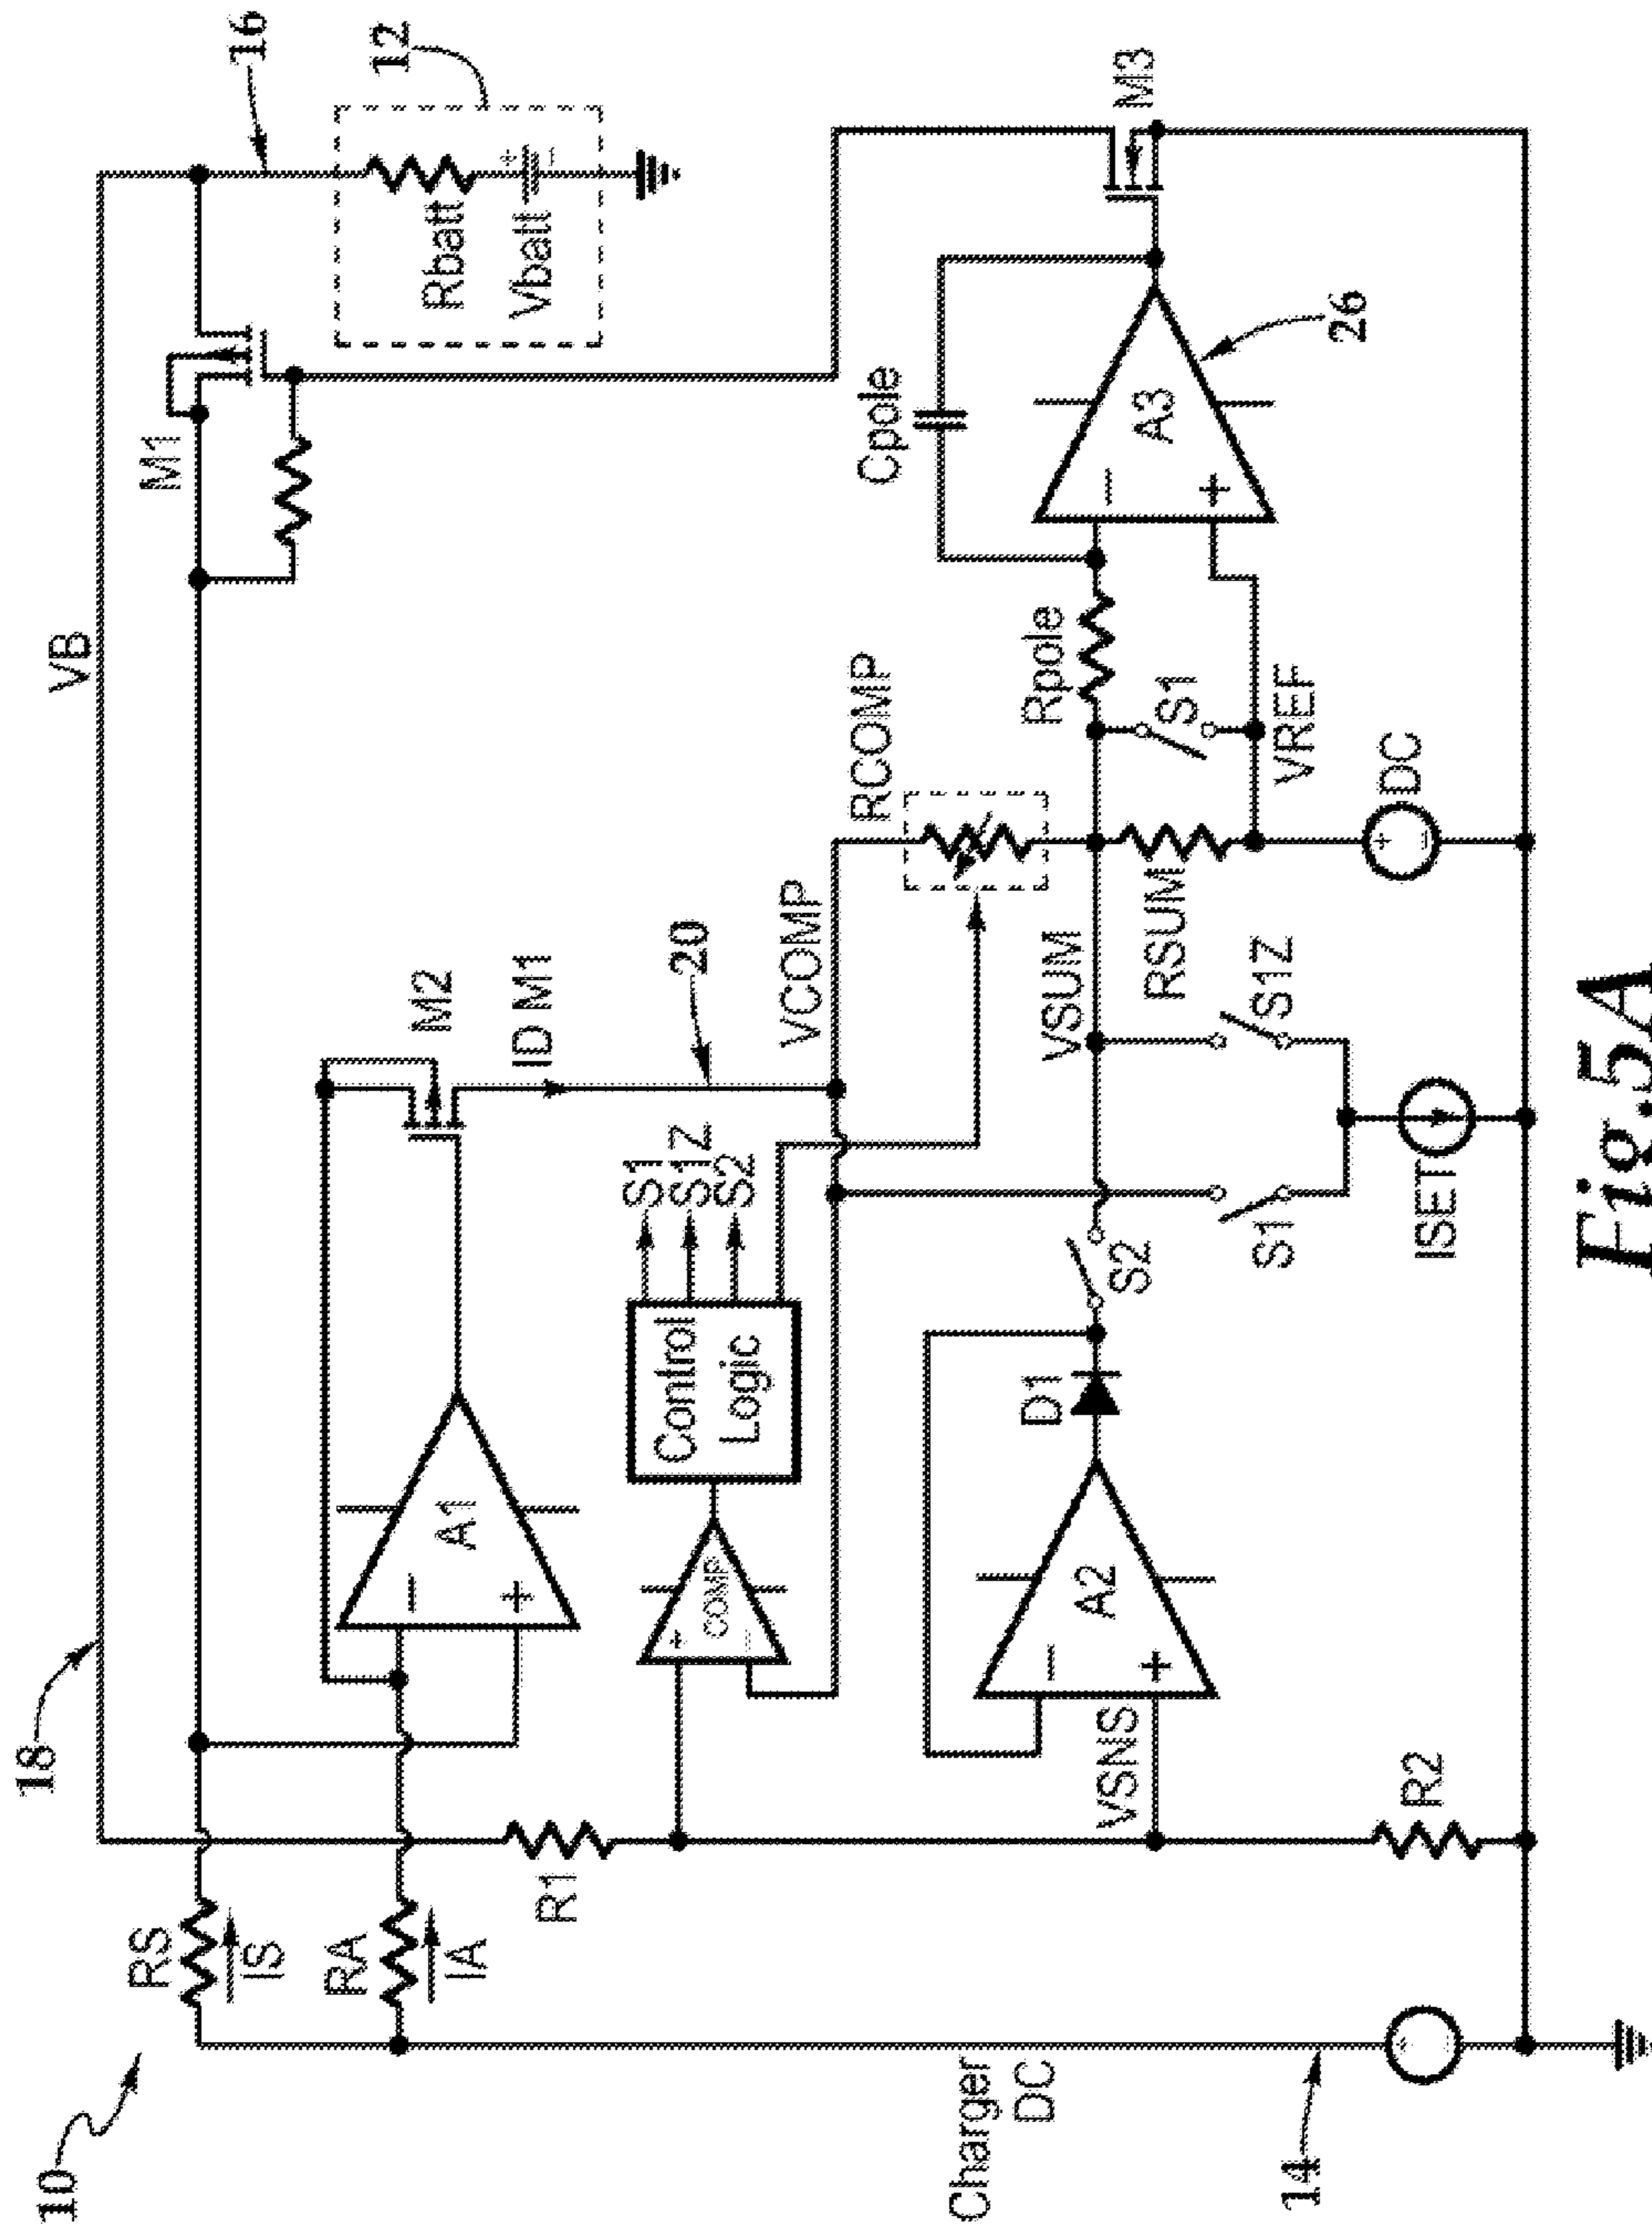 10
18
VB
16
RS
IS
M1
12
Rbatt
Vbatt
+
-
RA
IA
A1
-
+
M2
ID M1
20
R1
COMP
+
-
Control
Logic
S1
S1Z
S2
VCOMP
RCOMP
Cpole
M3
Charger
DC
VSNS
A2
-
+
D1
S2
VSUM
RSUM
Rpole
S1
A3
-
+
26
S1
S1Z
VREF
14
R2
ISET
DC
+
-
Fig.5A